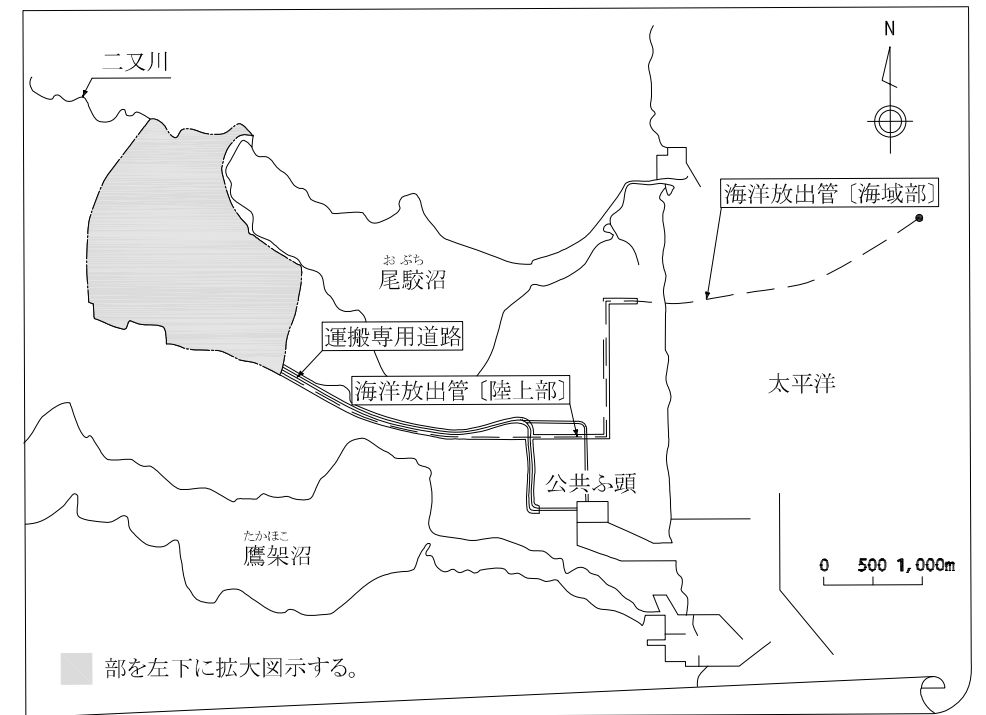 二又川
N
海洋放出管〔海域部〕
おぶち
尾駮沼
運搬専用道路
海洋放出管〔陸上部〕
太平洋
公共ふ頭
たかほこ
鷹架沼
0 500 1,000m
部を左下に拡大図示する。